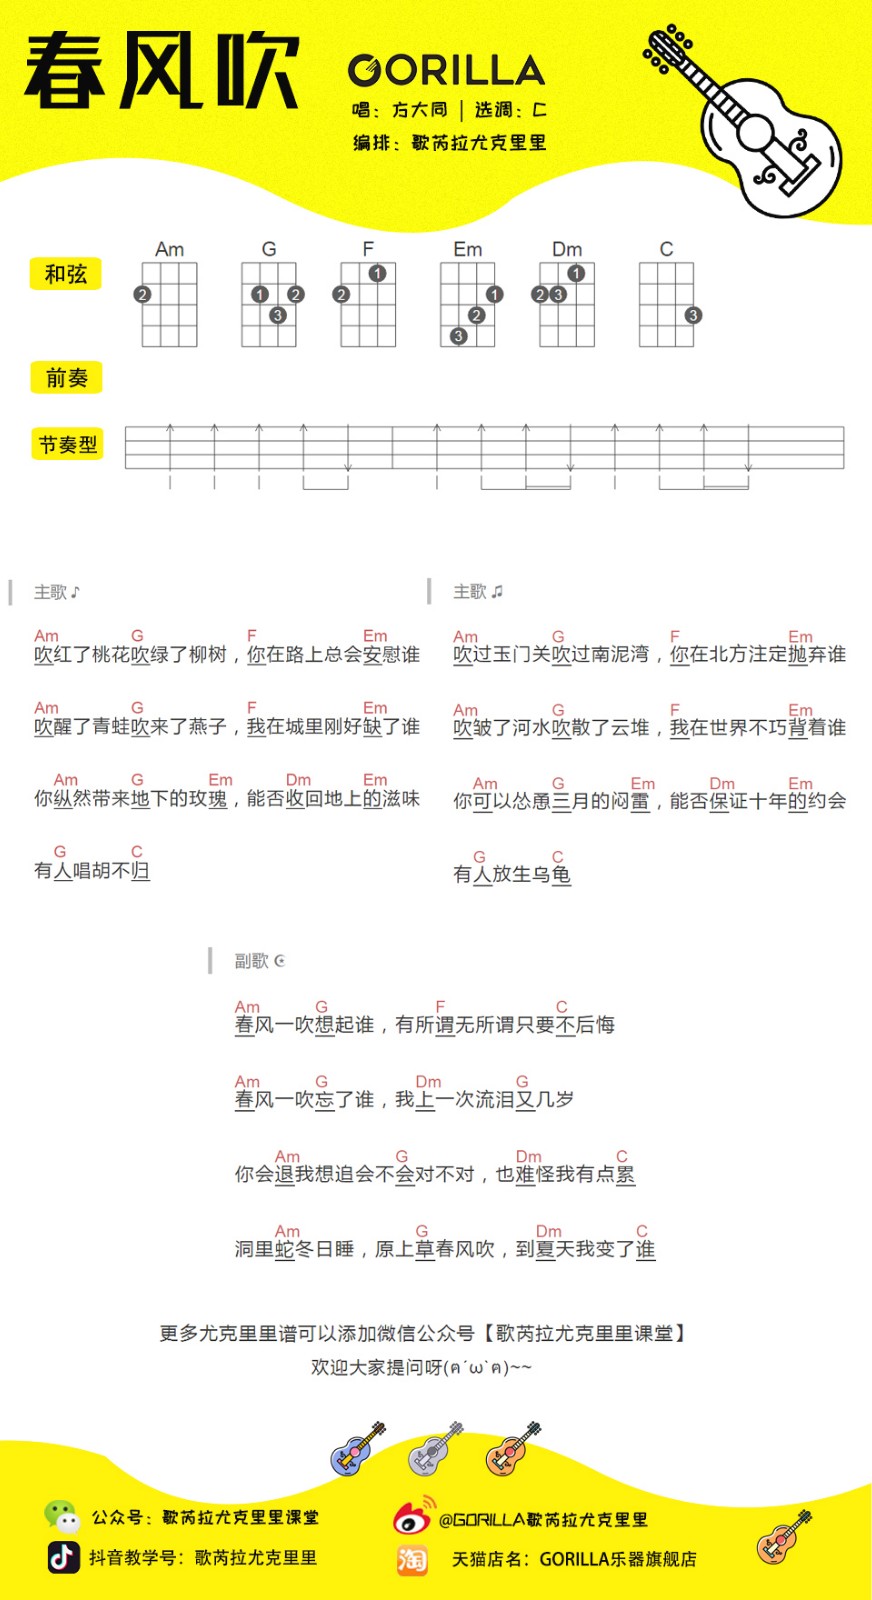 春风吹
GORILLA
唱：方大同 | 选调：C
编排：歌芮拉尤克里里
和弦
Am G F Em Dm C
2 1 2 3 1 2 1 2 3 1 2 3 3
前奏
节奏型
主歌♪
Am G F Em
吹红了桃花吹绿了柳树，你在路上总会安慰谁
Am G F Em
吹醒了青蛙吹来了燕子，我在城里刚好缺了谁
Am G Em Dm Em
你纵然带来地下的玫瑰，能否收回地上的滋味
G C
有人唱胡不归
主歌♫
Am G F Em
吹过玉门关吹过南泥湾，你在北方注定抛弃谁
Am G F Em
吹皱了河水吹散了云堆，我在世界不巧背着谁
Am G Em Dm Em
你可以怂恿三月的闷雷，能否保证十年的约会
G C
有人放生乌龟
副歌☪
Am G F C
春风一吹想起谁，有所谓无所谓只要不后悔
Am G Dm G
春风一吹忘了谁，我上一次流泪又几岁
Am G Dm C
你会退我想追会不会对不对，也难怪我有点累
Am G Dm C
洞里蛇冬日睡，原上草春风吹，到夏天我变了谁
更多尤克里里谱可以添加微信公众号【歌芮拉尤克里里课堂】
欢迎大家提问呀(ฅ´ω`ฅ)~~
公众号：歌芮拉尤克里里课堂
@GORILLA歌芮拉尤克里里
抖音教学号：歌芮拉尤克里里
淘
天猫店名：GORILLA乐器旗舰店